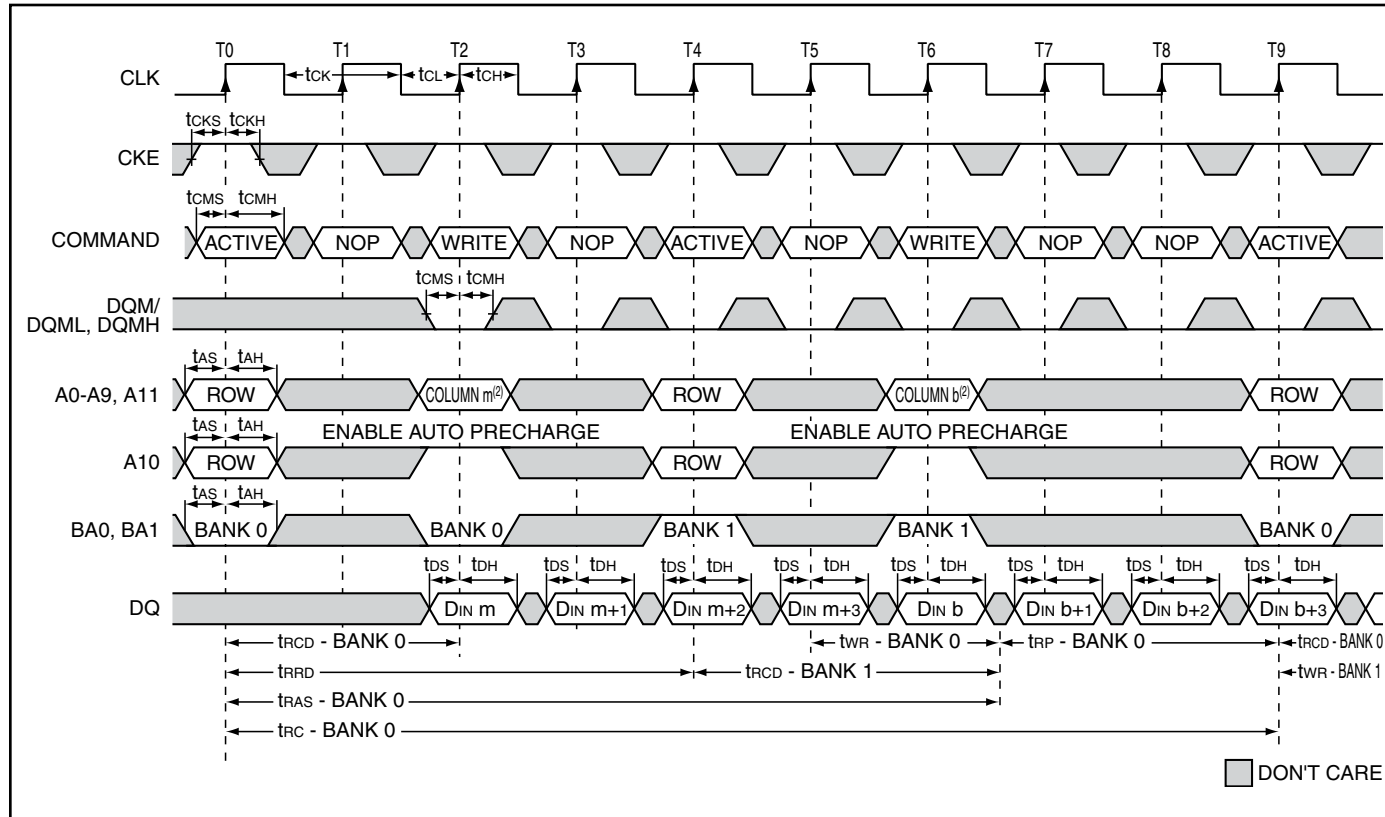 T0 T1 T2 T3 T4 T5 T6 T7 T8 T9
CLK tCK tCL tCH
tCKS tCKH
CKE
tCMS tCMH
COMMAND ACTIVE NOP WRITE NOP ACTIVE NOP WRITE NOP NOP ACTIVE
tCMS tCMH
DQM/
DQML, DQMH
tAS tAH
A0-A9, A11 ROW COLUMN m(2) ROW COLUMN b(2) ROW
tAS tAH ENABLE AUTO PRECHARGE ENABLE AUTO PRECHARGE
A10 ROW ROW ROW
tAS tAH
BA0, BA1 BANK 0 BANK 0 BANK 1 BANK 1 BANK 0
tDS tDH tDS tDH tDS tDH tDS tDH tDS tDH tDS tDH tDS tDH tDS tDH
DQ DIN m DIN m+1 DIN m+2 DIN m+3 DIN b DIN b+1 DIN b+2 DIN b+3
tRCD - BANK 0 tWR - BANK 0 tRP - BANK 0 tRCD - BANK 0
tRRD tRCD - BANK 1 tWR - BANK 1
tRAS - BANK 0
tRC - BANK 0
DON'T CARE